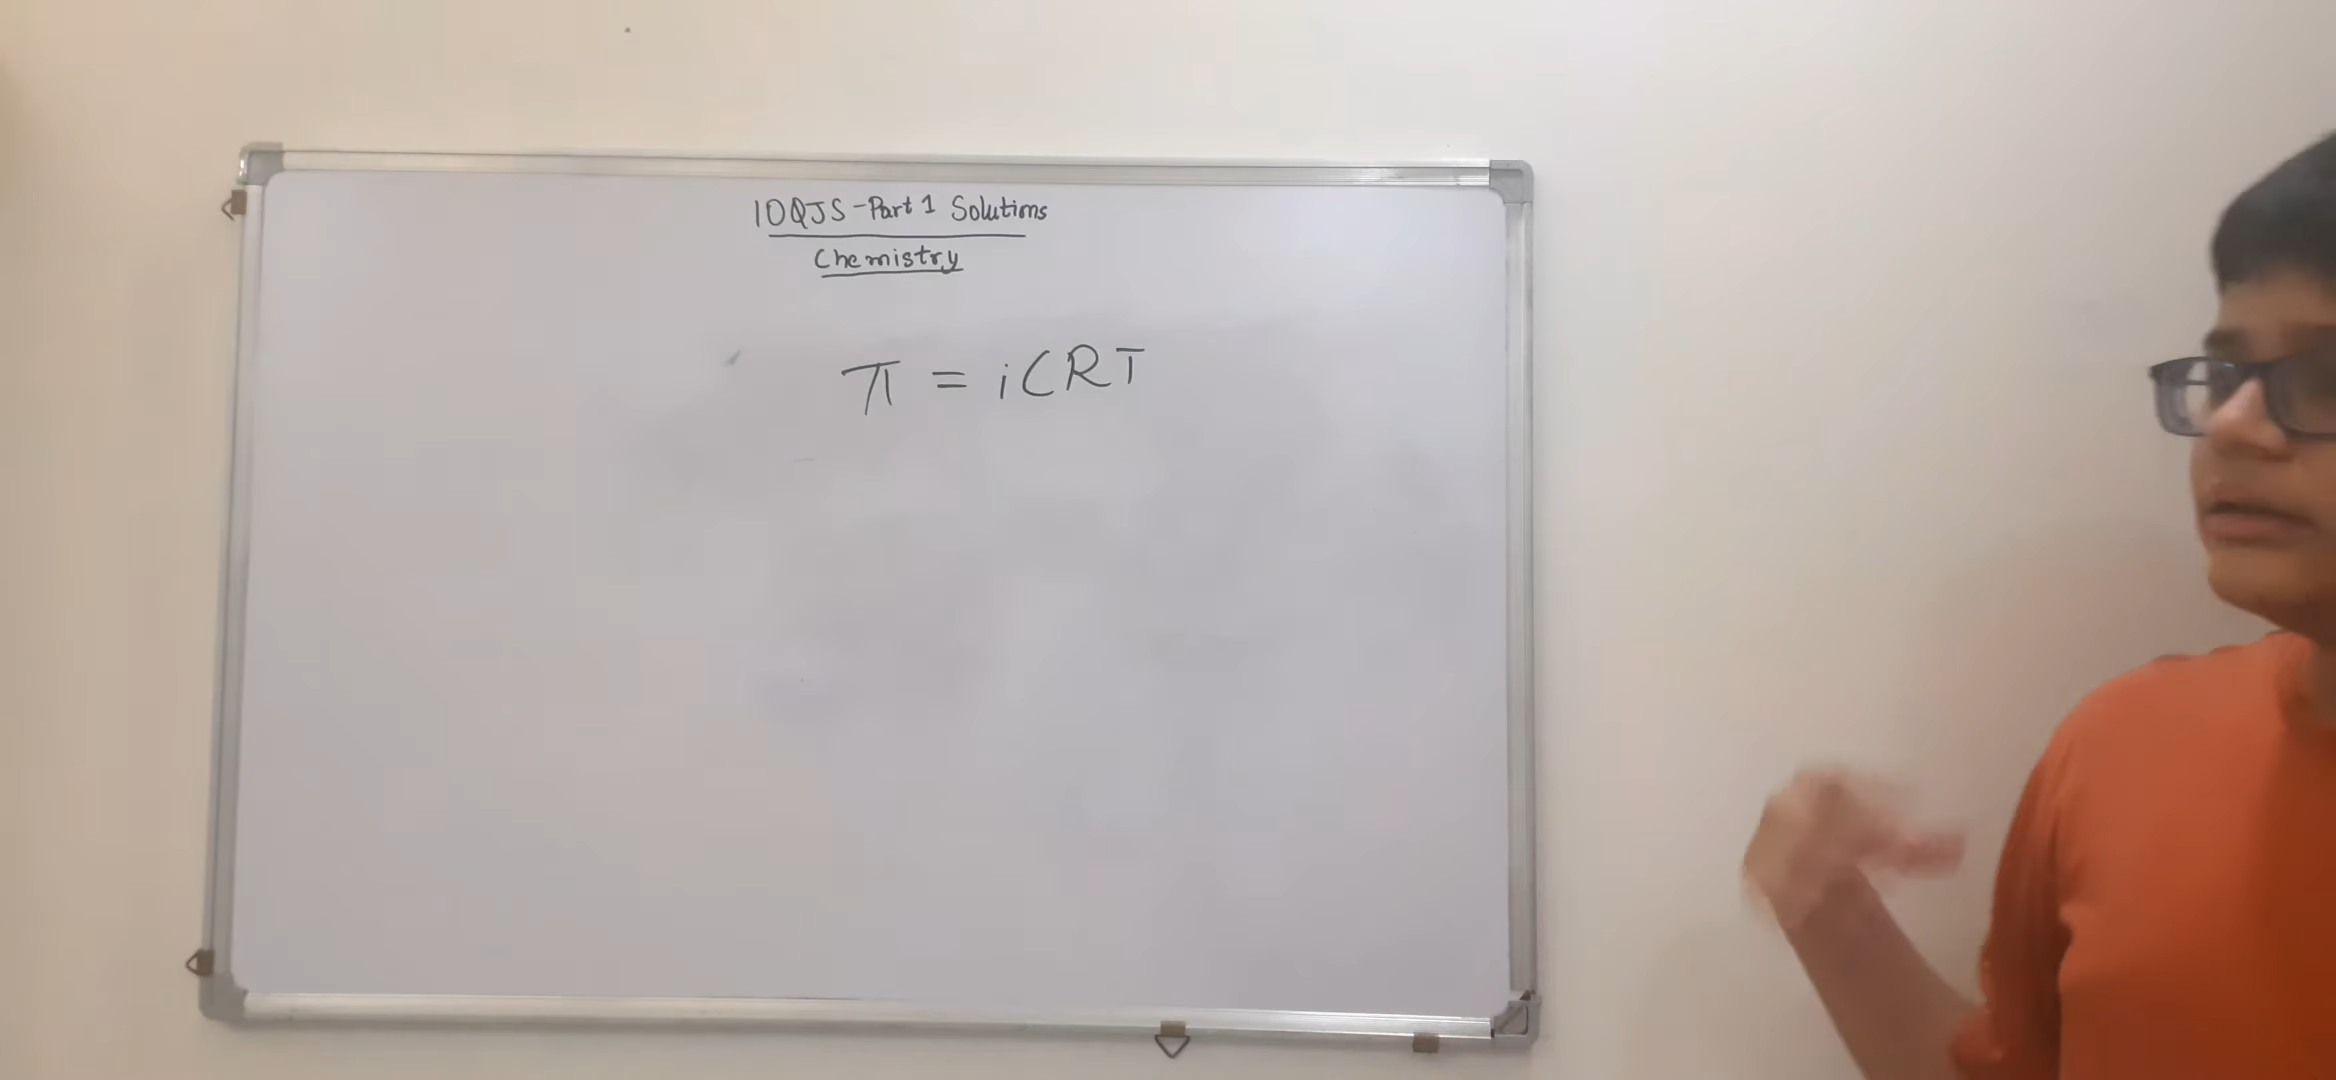 IOQJS - Part 1 Solutions
Chemistry
π = iCRT